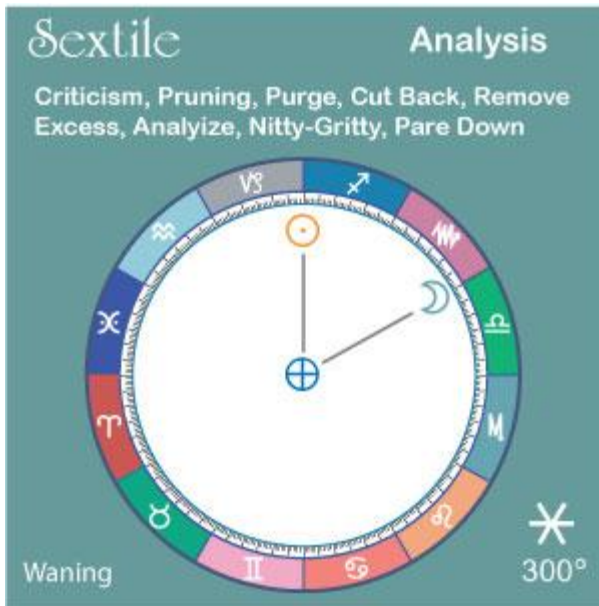 Sextile
Analysis
Criticism, Pruning, Purge, Cut Back, Remove
Excess, Analyize, Nitty-Gritty, Pare Down
Waning
300°